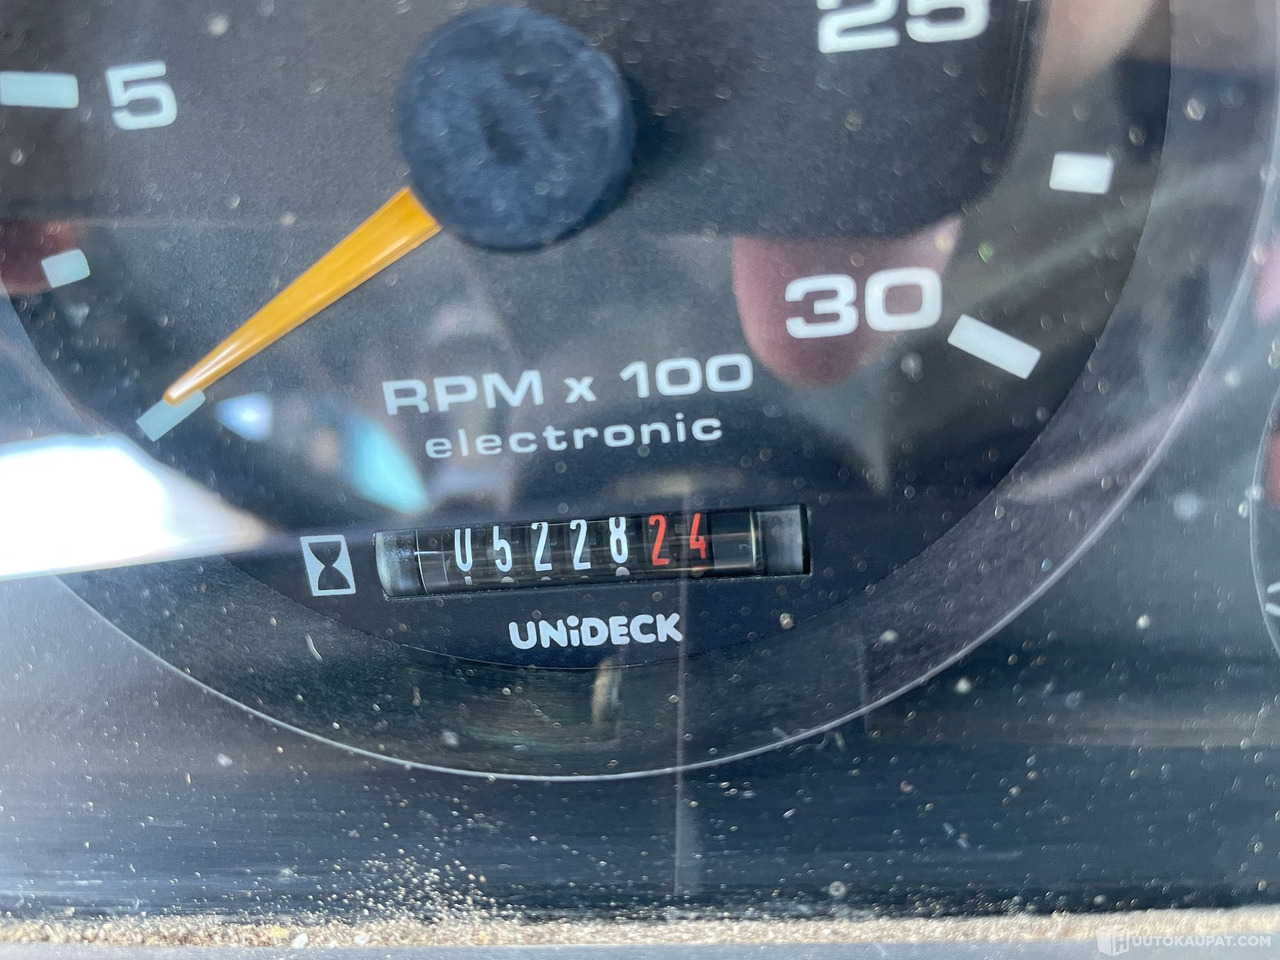 25
5
30
RPM x 100
electronic
0522824
UNiDECK
HUUTOKAUPAT.COM